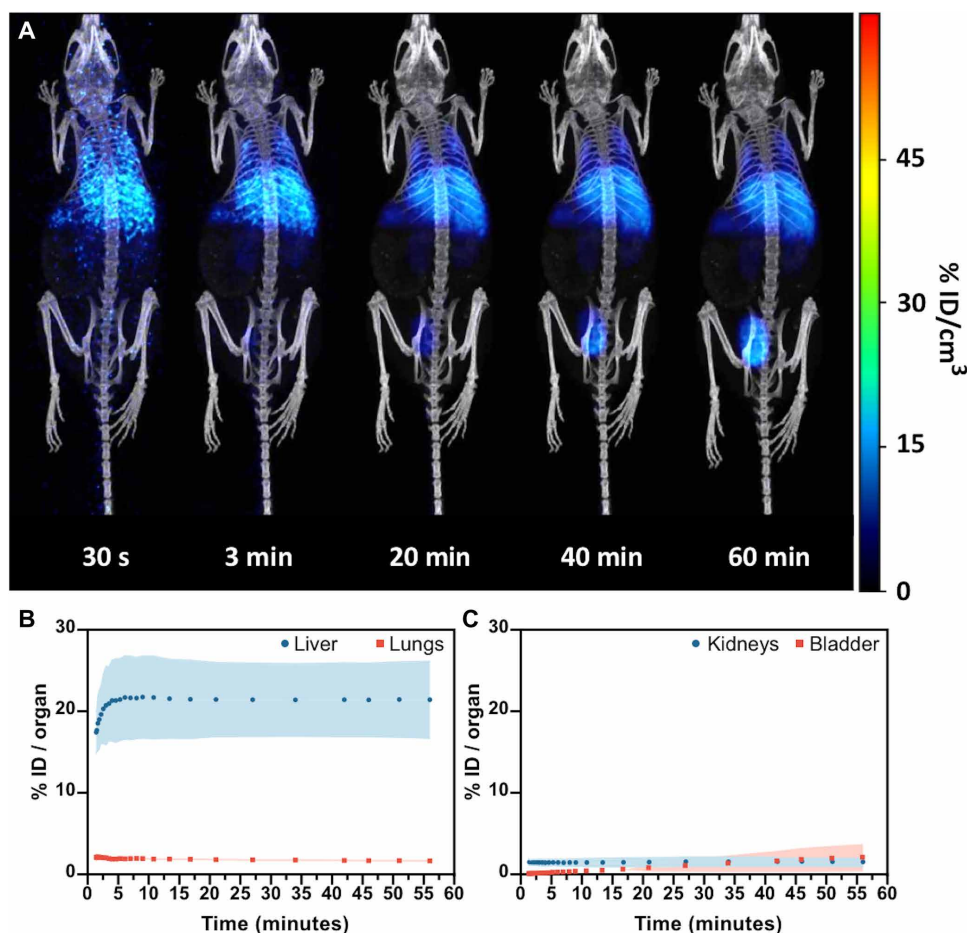 A
45
30
15
0
% ID/cm3
30 s 3 min 20 min 40 min 60 min
B
Liver Lungs
30
20
10
0
% ID / organ
0 5 10 15 20 25 30 35 40 45 50 55 60
Time (minutes)
C
Kidneys Bladder
30
20
10
0
% ID / organ
0 5 10 15 20 25 30 35 40 45 50 55 60
Time (minutes)